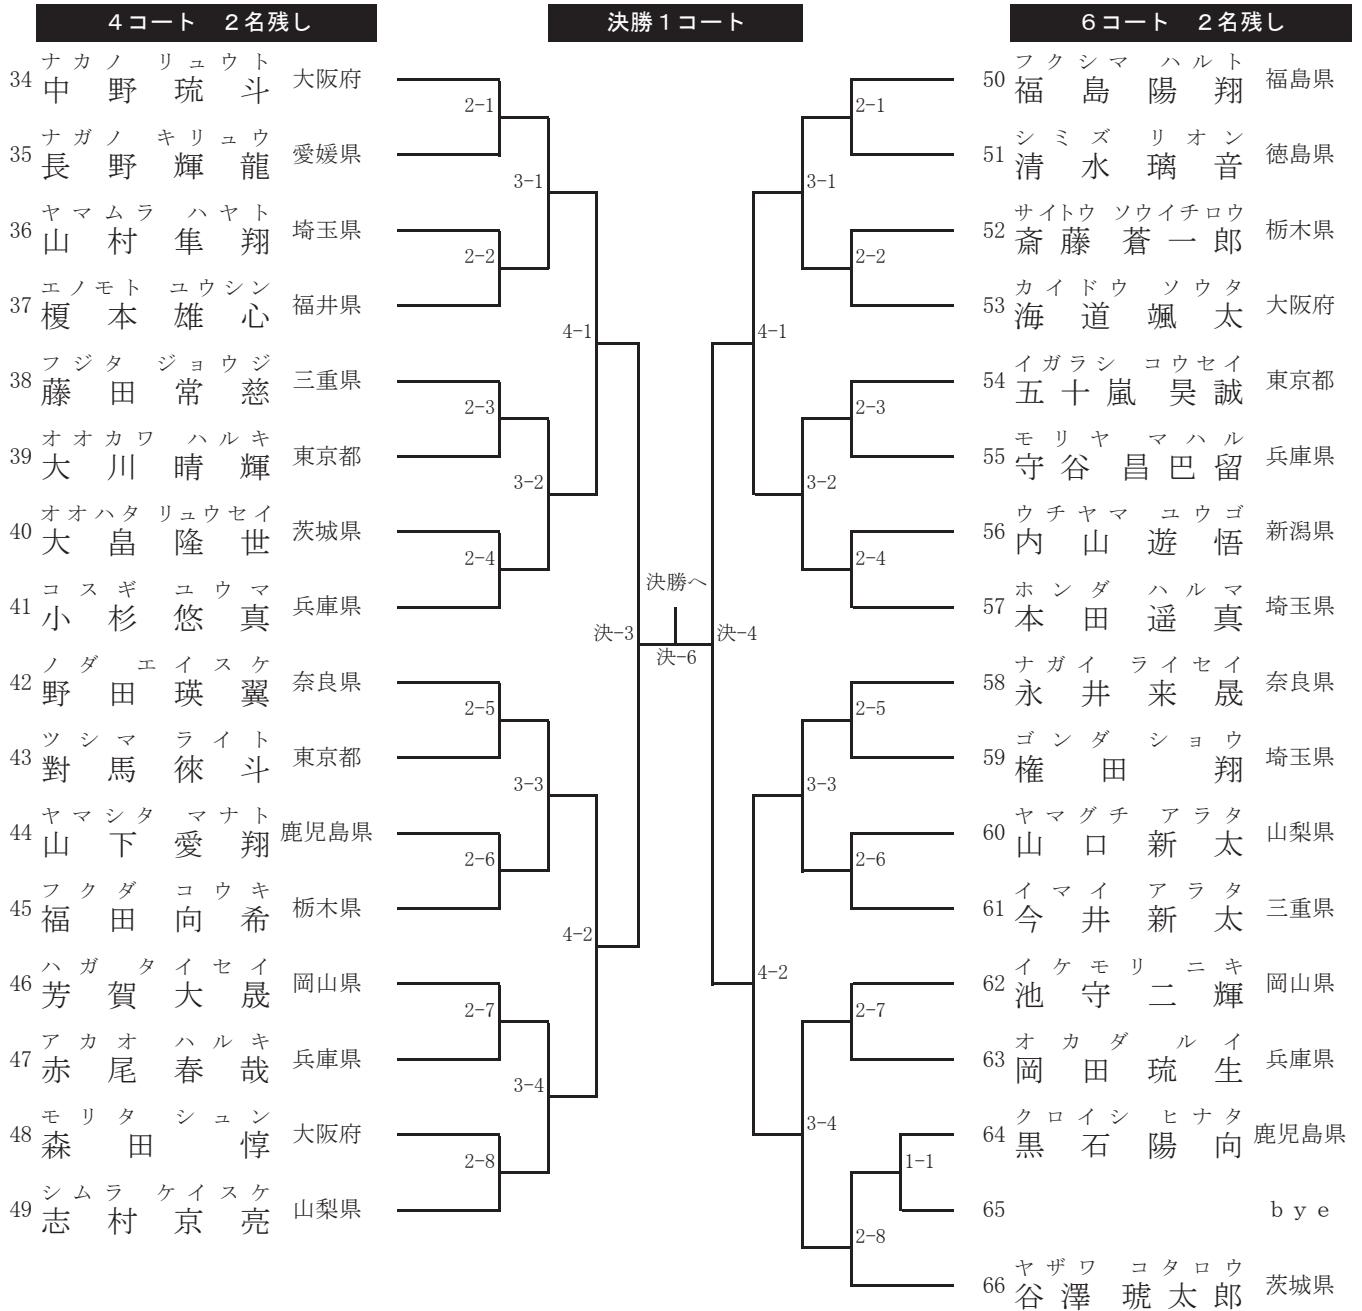 4コート　2名残し
ナカノ　リュウト
34 中野琉斗 大阪府
ナガノ　キリュウ
35 長野輝龍 愛媛県
ヤマムラ　ハヤト
36 山村隼翔 埼玉県
エノモト　ユウシン
37 榎本雄心 福井県
フジタ　ジョウジ
38 藤田常慈 三重県
オオカワ　ハルキ
39 大川晴輝 東京都
オオハタ　リュウセイ
40 大畠隆世 茨城県
コスギ　ユウマ
41 小杉悠真 兵庫県
ノダ　エイスケ
42 野田瑛翼 奈良県
ツシマ　ライト
43 對馬徠斗 東京都
ヤマシタ　マナト
44 山下愛翔 鹿児島県
フクダ　コウキ
45 福田向希 栃木県
ハガ　タイセイ
46 芳賀大晟 岡山県
アカオ　ハルキ
47 赤尾春哉 兵庫県
モリタ　シュン
48 森田惇 大阪府
シムラ　ケイスケ
49 志村京亮 山梨県
2-1
2-2
2-3
2-4
2-5
2-6
2-7
2-8
3-1
3-2
3-3
3-4
4-1
4-2
決勝1コート
決勝へ
決-3
決-6
決-4
4-1
4-2
3-1
3-2
3-3
3-4
2-1
2-2
2-3
2-4
2-5
2-6
2-7
2-8
1-1
6コート　2名残し
フクシマ　ハルト
50 福島陽翔 福島県
シミズ　リオン
51 清水璃音 徳島県
サイトウ　ソウイチロウ
52 斎藤蒼一郎 栃木県
カイドウ　ソウタ
53 海道颯太 大阪府
イガラシ　コウセイ
54 五十嵐昊誠 東京都
モリヤ　マハル
55 守谷昌巴留 兵庫県
ウチヤマ　ユウゴ
56 内山遊悟 新潟県
ホンダ　ハルマ
57 本田遥真 埼玉県
ナガイ　ライセイ
58 永井来晟 奈良県
ゴンダ　ショウ
59 権田翔 埼玉県
ヤマグチ　アラタ
60 山口新太 山梨県
イマイ　アラタ
61 今井新太 三重県
イケモリ　ニキ
62 池守二輝 岡山県
オカダ　ルイ
63 岡田琉生 兵庫県
クロイシ　ヒナタ
64 黒石陽向 鹿児島県
65 bye
ヤザワ　コタロウ
66 谷澤琥太郎 茨城県